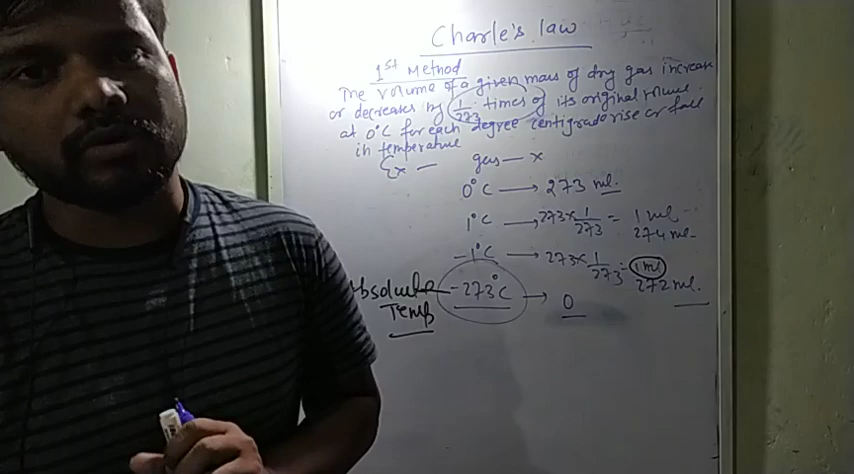 Charle's law
1st Method
The volume of a given mass of dry gas increase
or decreases by 1/273 times of its original volume
at 0°C for each degree centigrade rise or fall
in temperature
Ex — gas — x
0°C → 273 ml.
1°C → 273 × 1/273 = 1 ml
274 ml
-1°C → 273 × 1/273 = 1 ml
272 ml.
Absolute — -273°C → 0
Temp